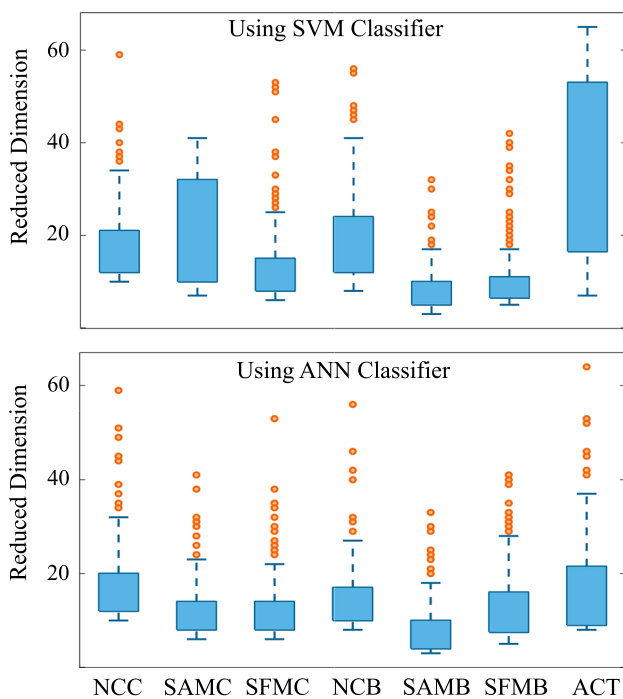 Using SVM Classifier
Reduced Dimension
60
40
20
Using ANN Classifier
Reduced Dimension
60
40
20
NCC SAMC SFMC NCB SAMB SFMB ACT